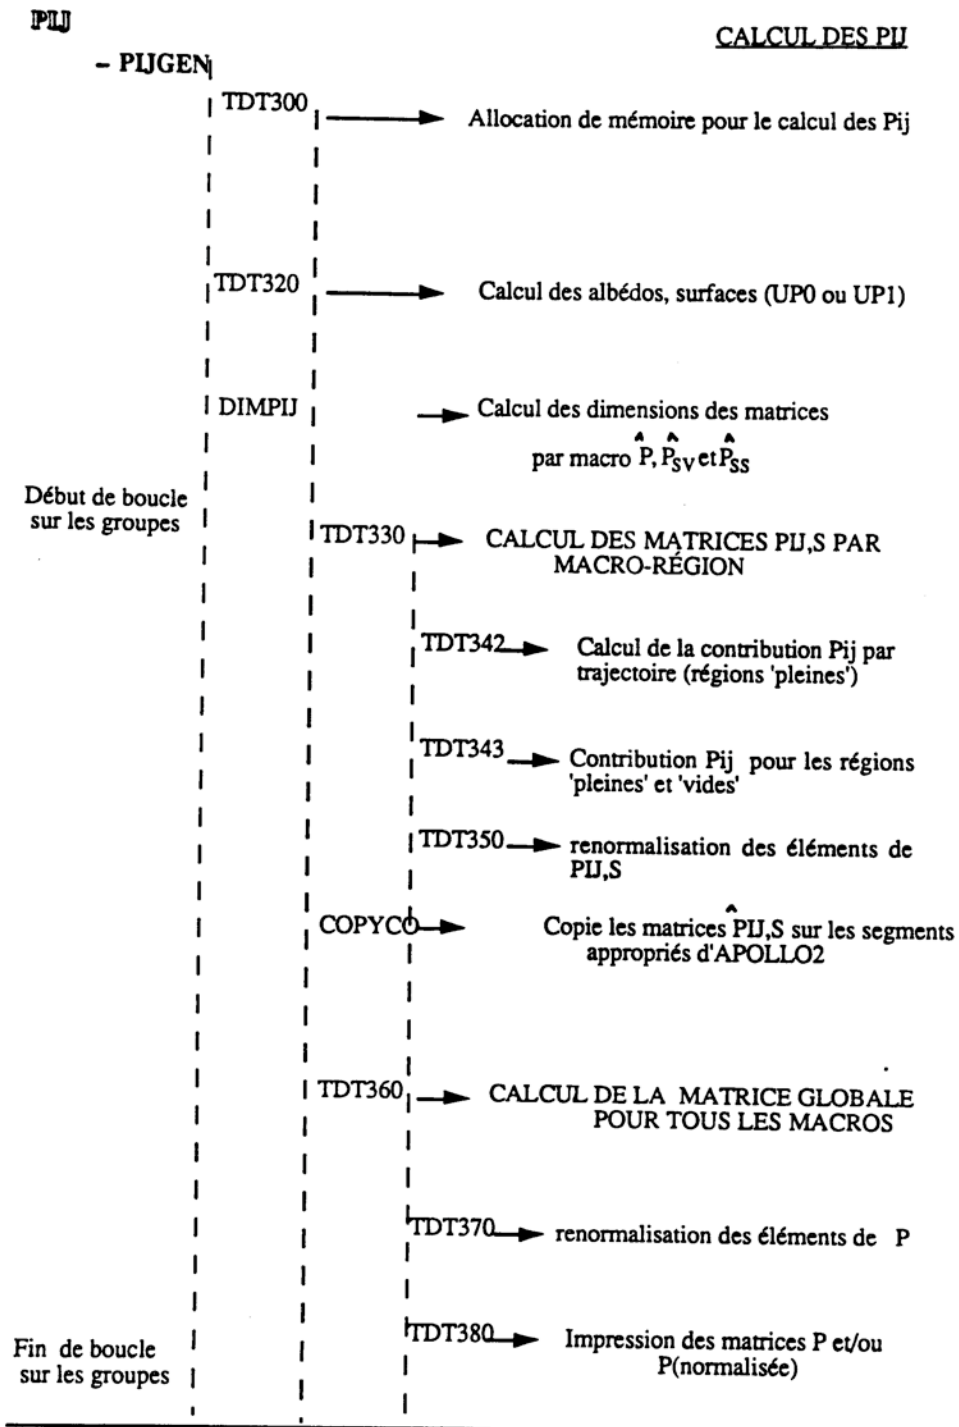 PIJ
CALCUL DES PIJ
– PIJGEN
TDT300
Allocation de mémoire pour le calcul des Pij
TDT320
Calcul des albédos, surfaces (UP0 ou UP1)
DIMPIJ
Calcul des dimensions des matrices
par macro P̂, P̂sv et P̂ss
Début de boucle
sur les groupes
TDT330
CALCUL DES MATRICES PIJ,S PAR
MACRO-RÉGION
TDT342
Calcul de la contribution Pij par
trajectoire (régions 'pleines')
TDT343
Contribution Pij pour les régions
'pleines' et 'vides'
TDT350
renormalisation des éléments de
PIJ,S
COPYCO
Copie les matrices P̂IJ,S sur les segments
appropriés d'APOLLO2
TDT360
CALCUL DE LA MATRICE GLOBALE
POUR TOUS LES MACROS
TDT370
renormalisation des éléments de P
TDT380
Impression des matrices P et/ou
P(normalisée)
Fin de boucle
sur les groupes